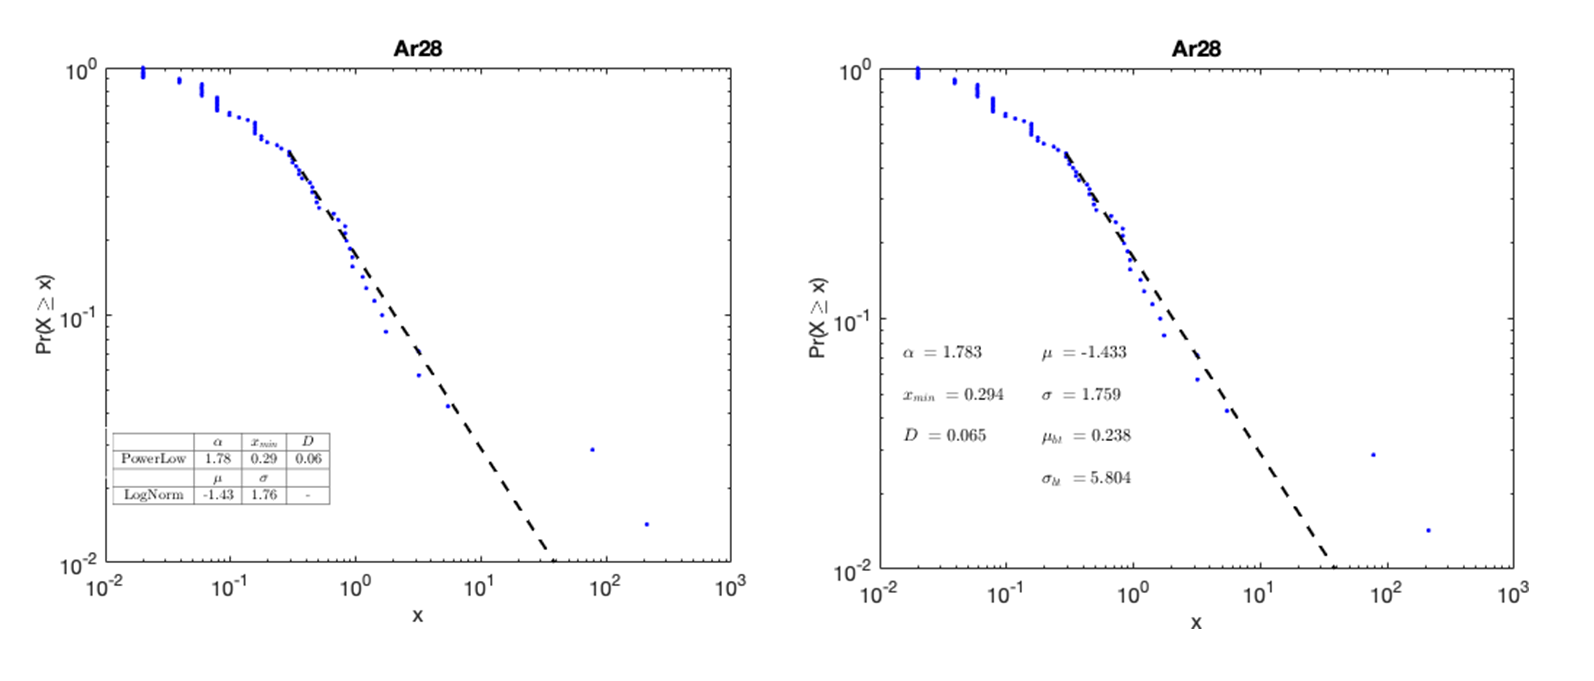 Ar28
10^0
10^-1
10^-2
Pr(X ≥ x)
α x_min D
PowerLow 1.78 0.29 0.06
μ σ
LogNorm -1.43 1.76 -
10^-2 10^-1 10^0 10^1 10^2 10^3
x
Ar28
10^0
10^-1
10^-2
Pr(X ≥ x)
α = 1.783 μ = -1.433
x_min = 0.294 σ = 1.759
D = 0.065 μ_bt = 0.238
σ_bt = 5.804
10^-2 10^-1 10^0 10^1 10^2 10^3
x